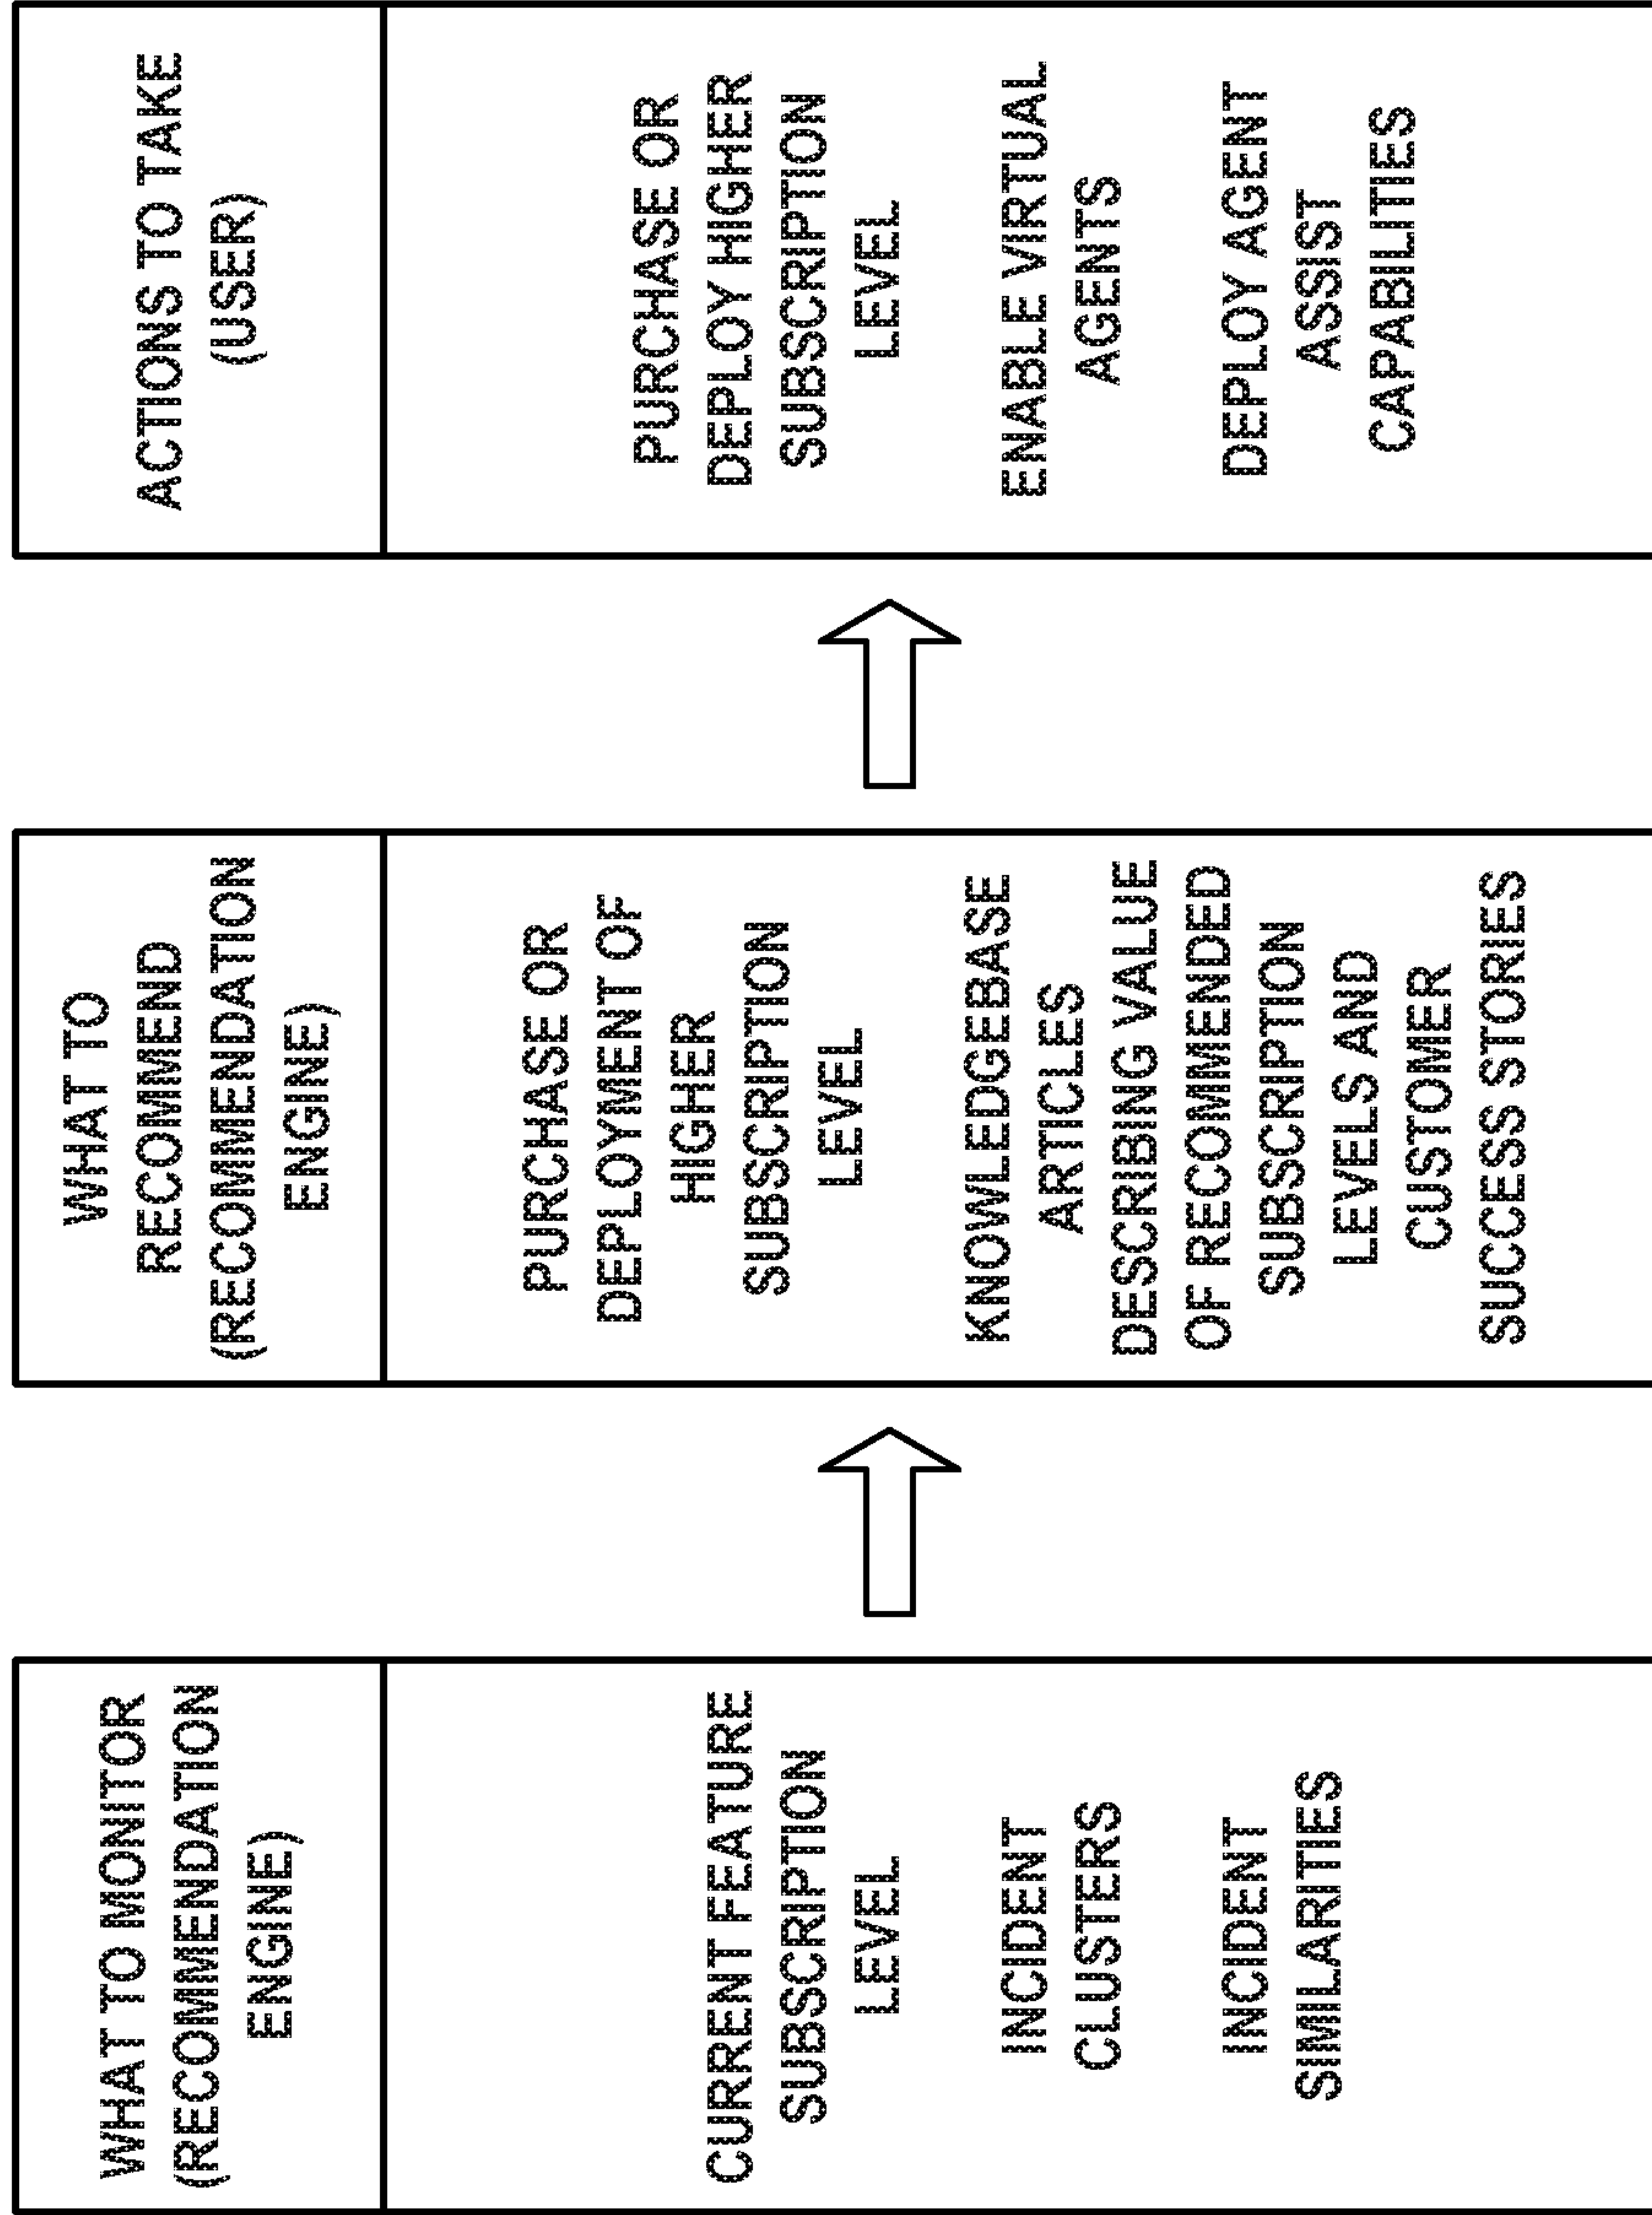 WHAT TO MONITOR
(RECOMMENDATION
ENGINE)
CURRENT FEATURE
SUBSCRIPTION
LEVEL
INCIDENT
CLUSTERS
INCIDENT
SIMILARITIES
WHAT TO
RECOMMEND
(RECOMMENDATION
ENGINE)
PURCHASE OR
DEPLOYMENT OF
HIGHER
SUBSCRIPTION
LEVEL
KNOWLEDGEBASE
ARTICLES
DESCRIBING VALUE
OF RECOMMENDED
SUBSCRIPTION
LEVELS AND
CUSTOMER
SUCCESS STORIES
ACTIONS TO TAKE
(USER)
PURCHASE OR
DEPLOY HIGHER
SUBSCRIPTION
LEVEL
ENABLE VIRTUAL
AGENTS
DEPLOY AGENT
ASSIST
CAPABILITIES